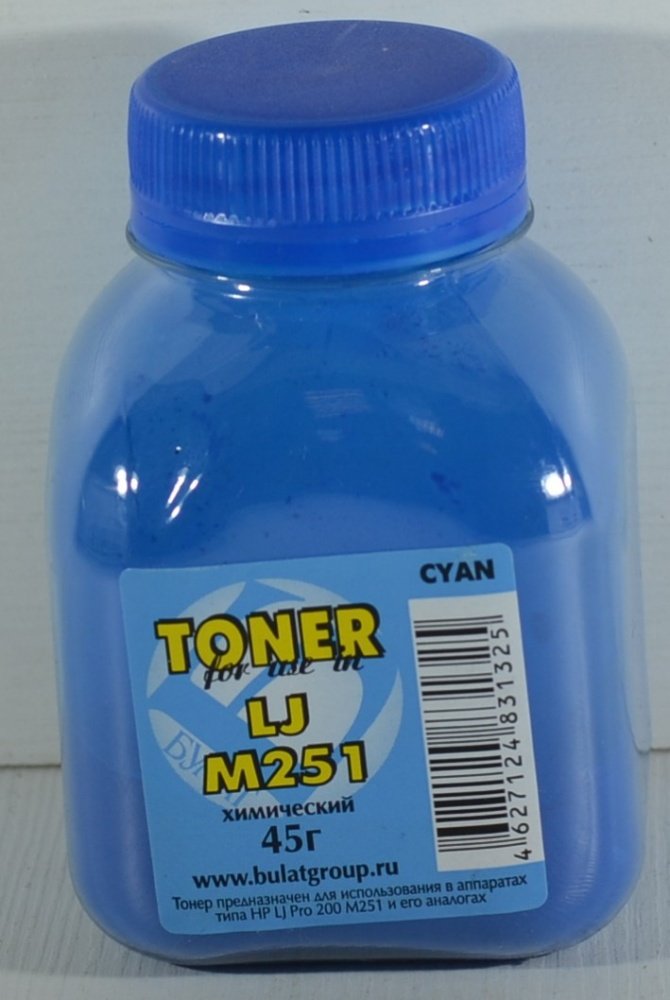 CYAN
TONER
for use in
LJ
M251
химический
45г
www.bulatgroup.ru
Тонер предназначен для использования в аппаратах
типа HP LJ Pro 200 M251 и его аналогах
4627124831325